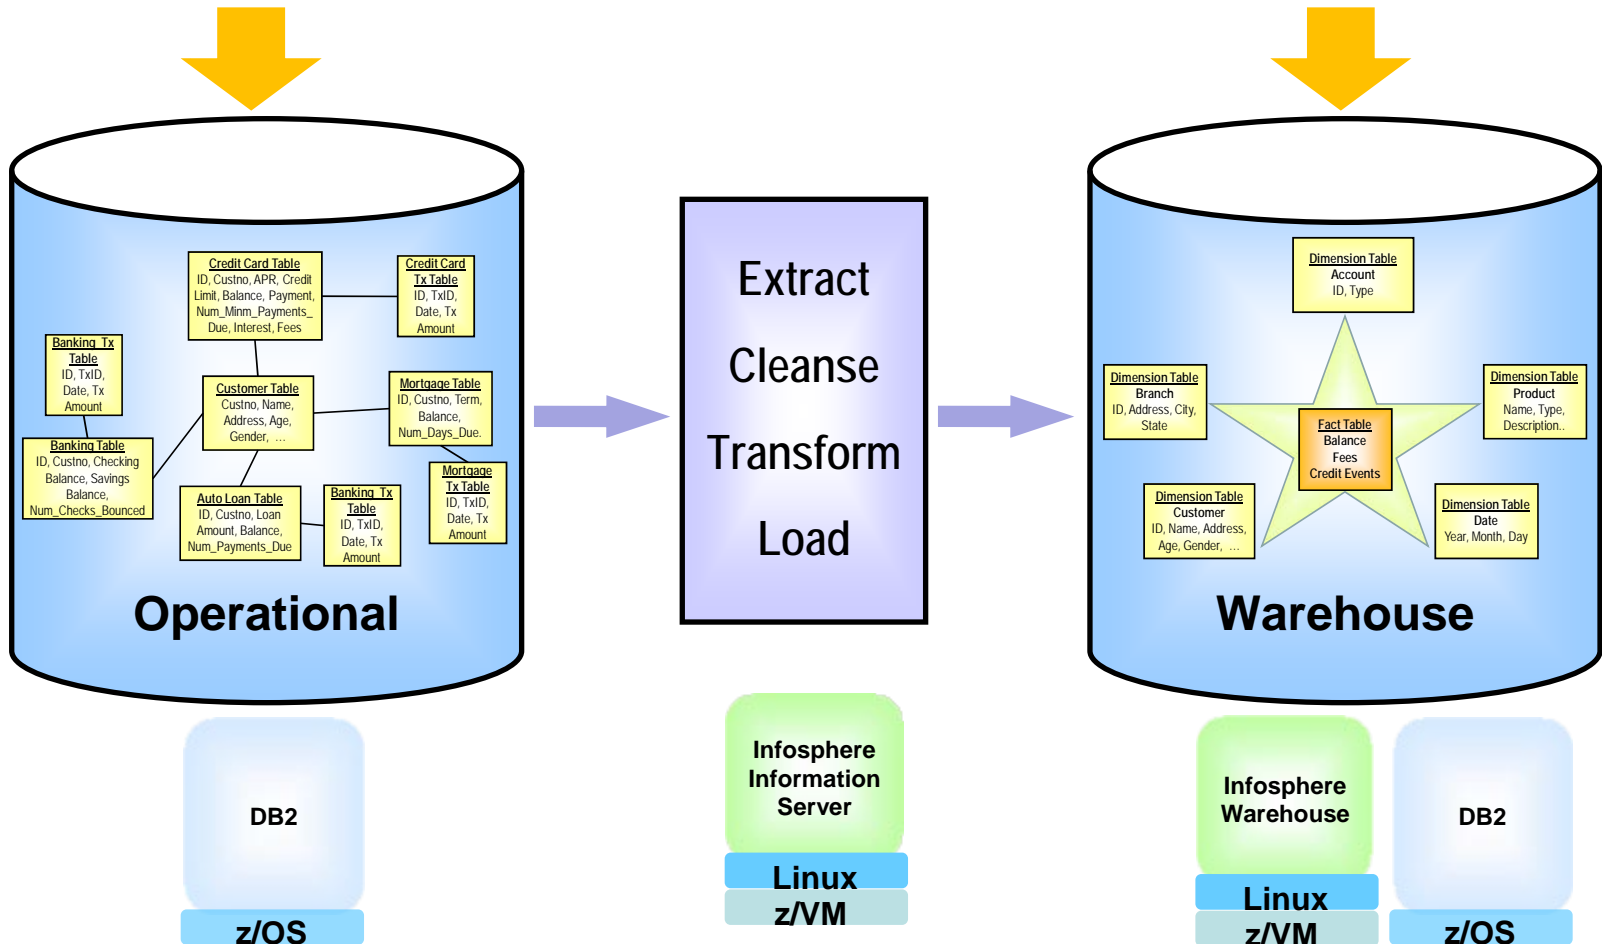 Credit Card Table
ID, Custno, APR, Credit
Limit, Balance, Payment,
Num_Minm_Payments_
Due, Interest, Fees
Credit Card
Tx Table
ID, TxID,
Date, Tx
Amount
Banking Tx
Table
ID, TxID,
Date, Tx
Amount
Customer Table
Custno, Name,
Address, Age,
Gender, ...
Mortgage Table
ID, Custno, Term,
Balance,
Num_Days_Due.
Banking Table
ID, Custno, Checking
Balance, Savings
Balance,
Num_Checks_Bounced
Auto Loan Table
ID, Custno, Loan
Amount, Balance,
Num_Payments_Due
Banking Tx
Table
ID, TxID,
Date, Tx
Amount
Mortgage
Tx Table
ID, TxID,
Date, Tx
Amount
Operational
Extract
Cleanse
Transform
Load
Dimension Table
Account
ID, Type
Dimension Table
Branch
ID, Address, City,
State
Dimension Table
Product
Name, Type,
Description..
Fact Table
Balance
Fees
Credit Events
Dimension Table
Customer
ID, Name, Address,
Age, Gender, ...
Dimension Table
Date
Year, Month, Day
Warehouse
DB2
z/OS
Infosphere
Information
Server
Linux
z/VM
Infosphere
Warehouse
Linux
z/VM
DB2
z/OS